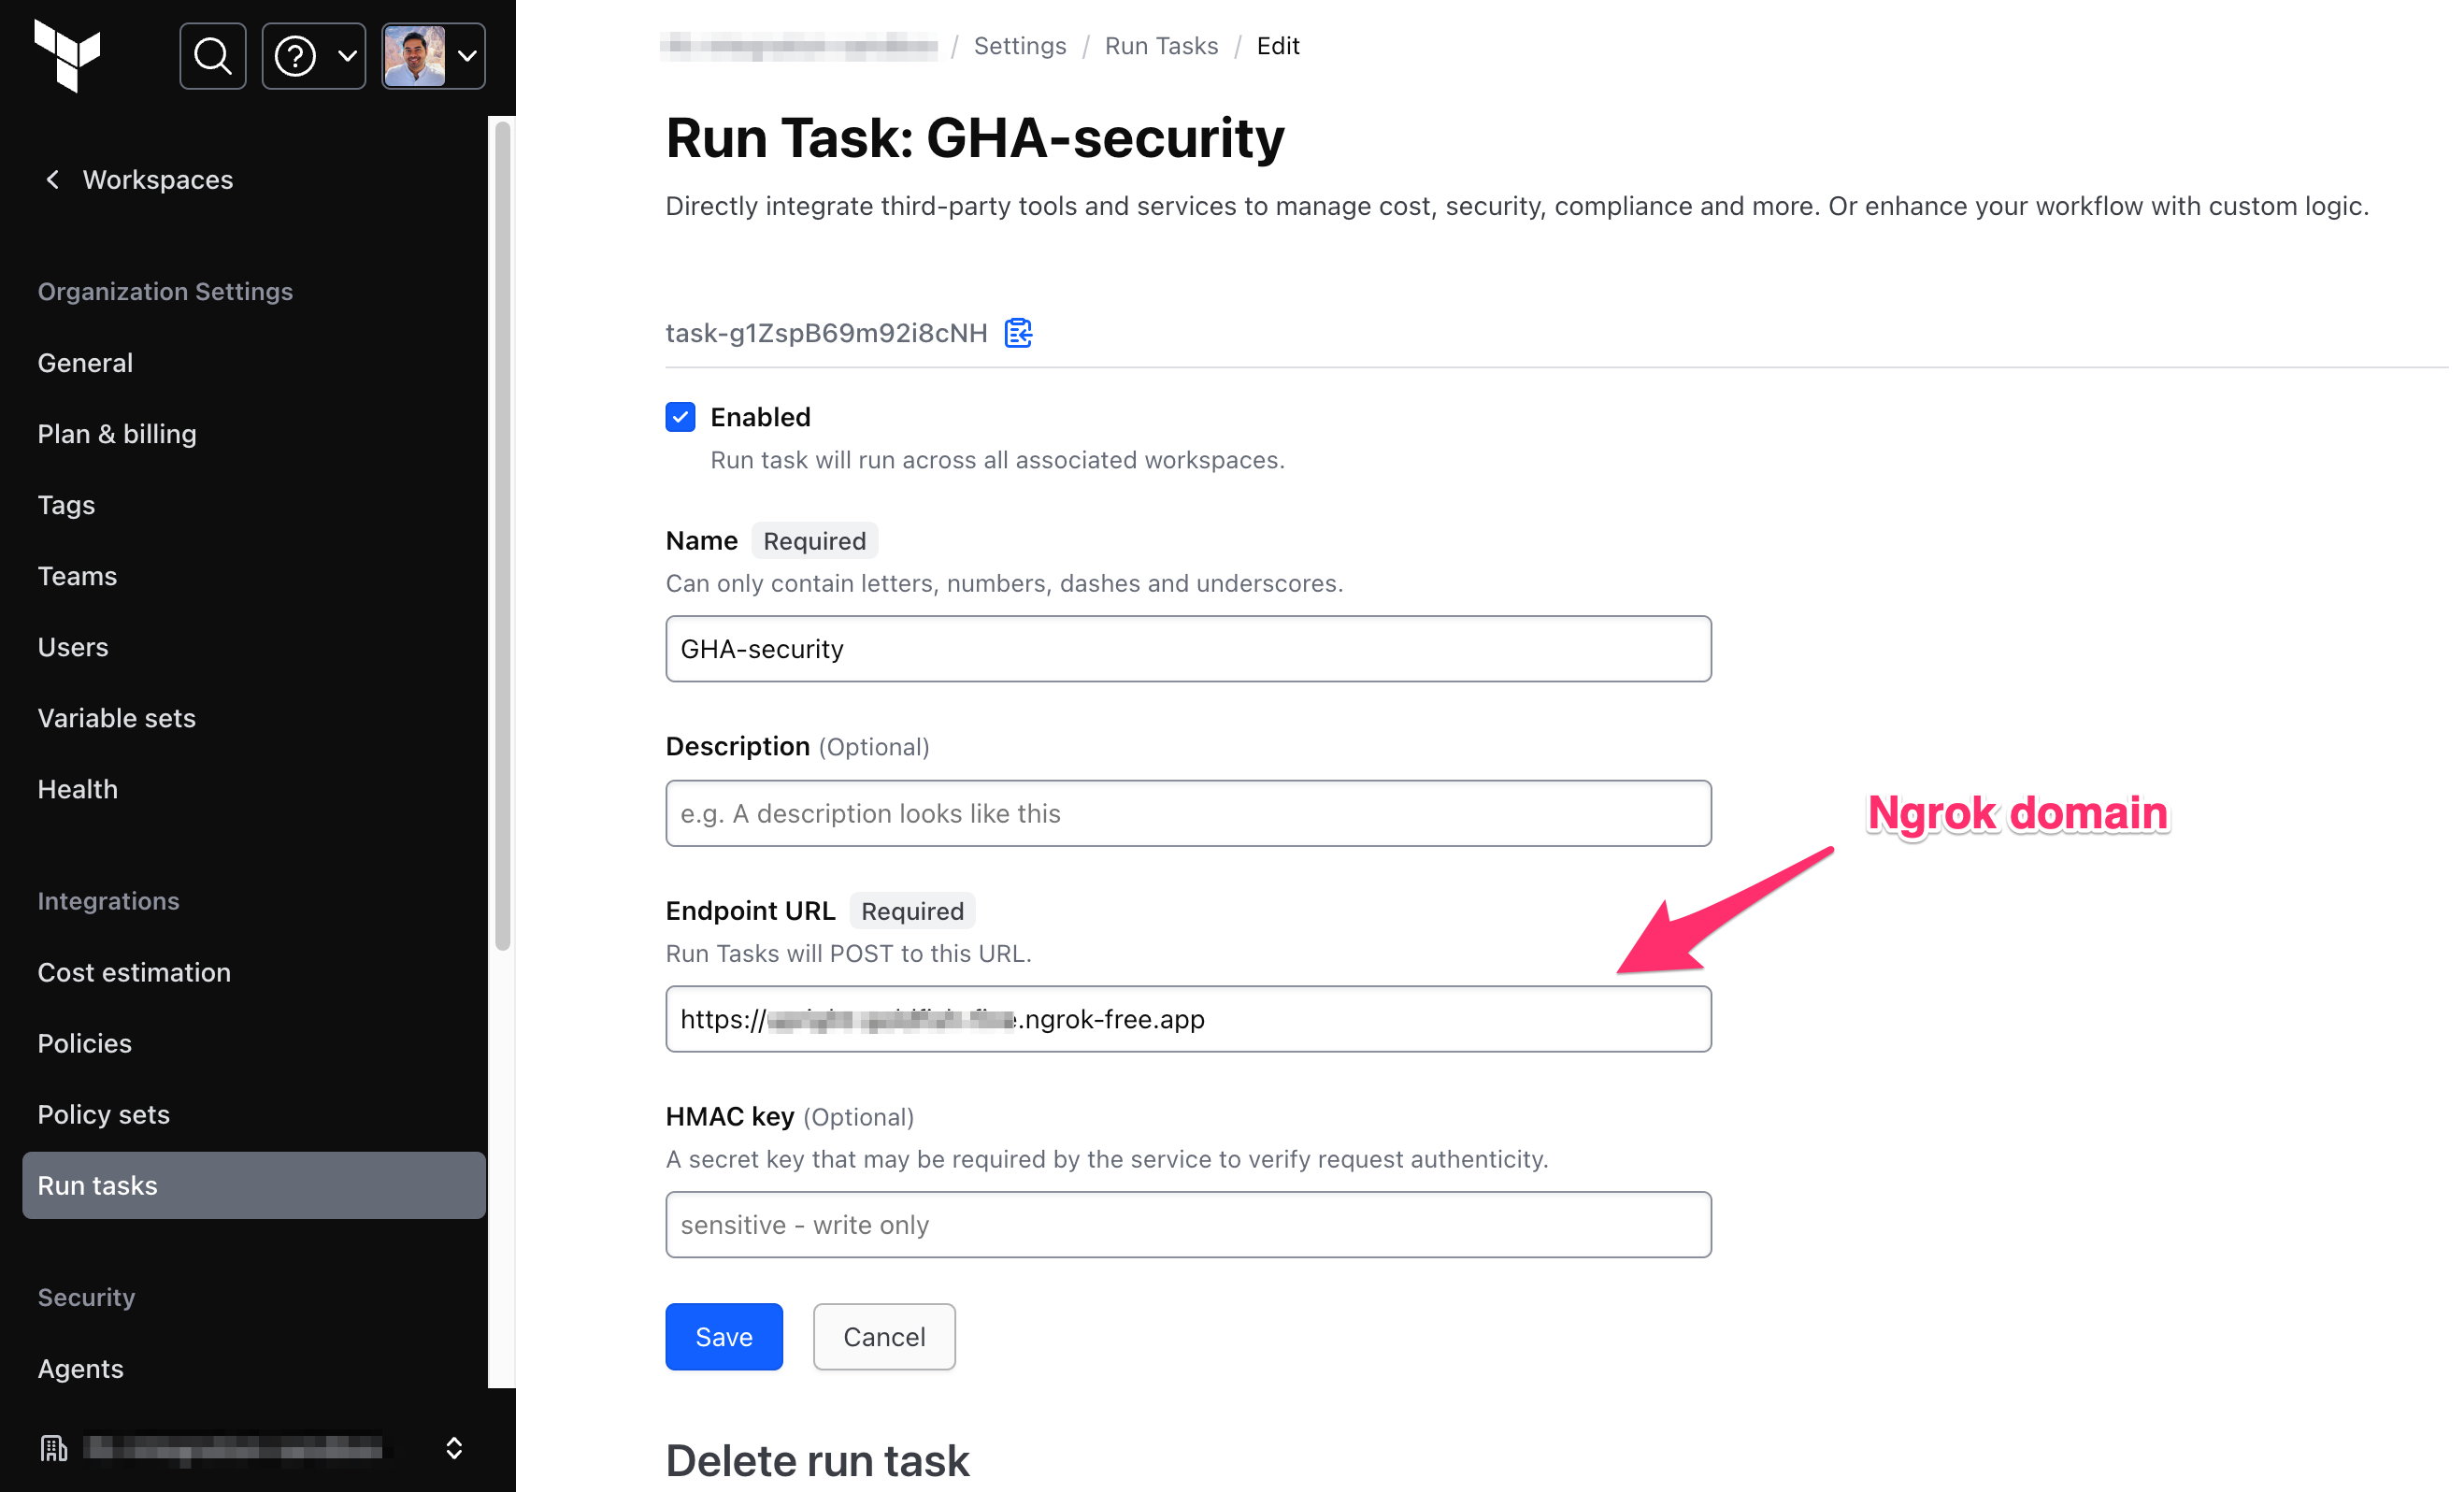 Workspaces
Organization Settings
General
Plan & billing
Tags
Teams
Users
Variable sets
Health
Integrations
Cost estimation
Policies
Policy sets
Run tasks
Security
Agents
/ Settings / Run Tasks / Edit
Run Task: GHA-security
Directly integrate third-party tools and services to manage cost, security, compliance and more. Or enhance your workflow with custom logic.
task-g1ZspB69m92i8cNH
Enabled
Run task will run across all associated workspaces.
Name Required
Can only contain letters, numbers, dashes and underscores.
GHA-security
Description (Optional)
e.g. A description looks like this
Ngrok domain
Endpoint URL Required
Run Tasks will POST to this URL.
https:// .ngrok-free.app
HMAC key (Optional)
A secret key that may be required by the service to verify request authenticity.
sensitive - write only
Save Cancel
Delete run task